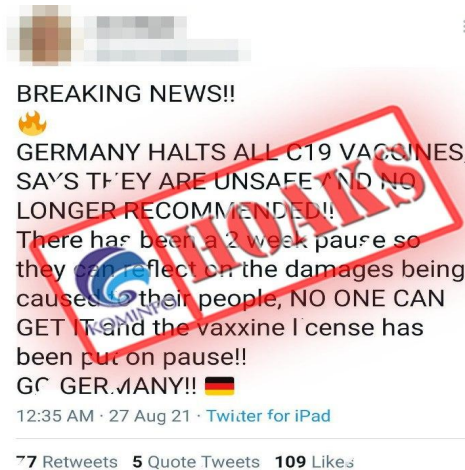 BREAKING NEWS!!
GERMANY HALTS ALL C19 VACCINES,
SAYS THEY ARE UNSAFE AND NO
LONGER RECOMMENDED!!
There has been a 2 week pause so
they can reflect on the damages being
caused to their people, NO ONE CAN
GET IT and the vaxxine license has
been put on pause!!
GO GERMANY!!
12:35 AM · 27 Aug 21 · Twitter for iPad
77 Retweets 5 Quote Tweets 109 Likes
HOAKS
KOMINFO